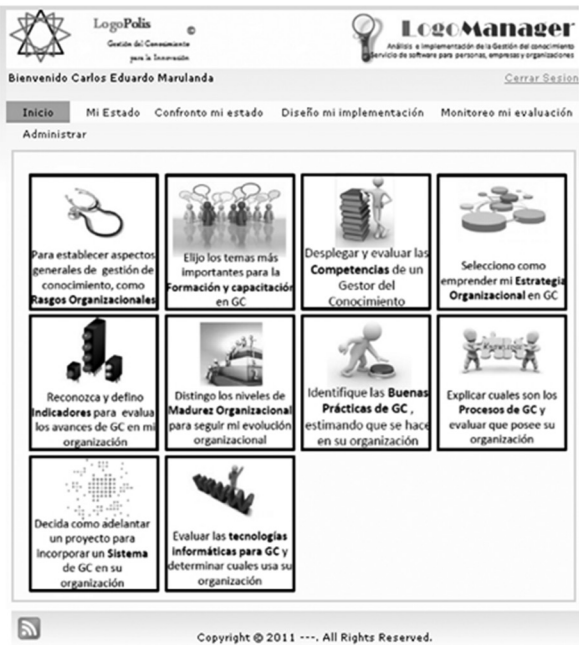 LogoPolis ©
Gestión del Conocimiento
para la Innovación
LogoManager
Análisis e implementación de la Gestión del conocimiento
Servicio de software para personas, empresas y organizaciones
Bienvenido Carlos Eduardo Marulanda
Cerrar Sesion
Inicio Mi Estado Confronto mi estado Diseño mi implementación Monitoreo mi evaluación
Administrar
Para establecer aspectos
generales de gestión de
conocimiento, como
Rasgos Organizacionales
Elijo los temas más
importantes para la
Formación y capacitación
en GC
Desplegar y evaluar las
Competencias de un
Gestor del
Conocimiento
Selecciono como
emprender mi Estrategia
Organizacional en GC
Reconozca y defino
Indicadores para evalua
los avances de GC en mi
organización
Distingo los niveles de
Madurez Organizacional
para seguir mi evolución
organizacional
Identifique las Buenas
Prácticas de GC ,
estimando que se hace
en su organización
Explicar cuales son los
Procesos de GC y
evaluar que posee su
organización
Decida como adelantar
un proyecto para
incorporar un Sistema
de GC en su
organización
Evaluar las tecnologías
informáticas para GC y
determinar cuales usa su
organización
Copyright © 2011 ---. All Rights Reserved.